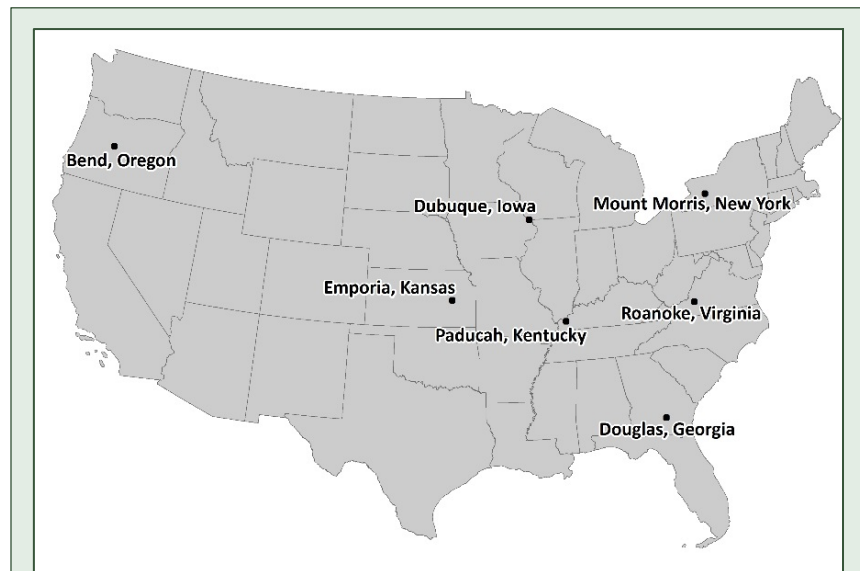 Bend, Oregon
Dubuque, Iowa
Mount Morris, New York
Emporia, Kansas
Roanoke, Virginia
Paducah, Kentucky
Douglas, Georgia